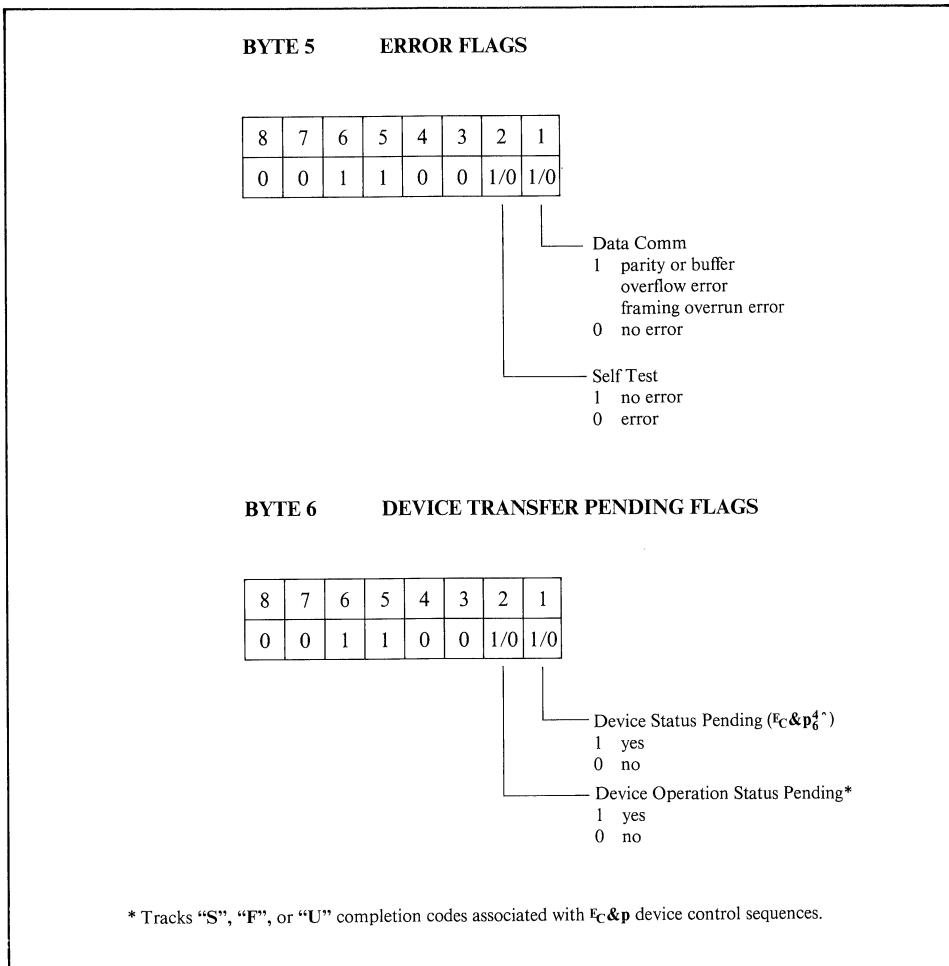 BYTE 5 ERROR FLAGS
8 7 6 5 4 3 2 1
0 0 1 1 0 0 1/0 1/0
Data Comm
1 parity or buffer
overflow error
framing overrun error
0 no error
Self Test
1 no error
0 error
BYTE 6 DEVICE TRANSFER PENDING FLAGS
8 7 6 5 4 3 2 1
0 0 1 1 0 0 1/0 1/0
Device Status Pending (EC&p46^)
1 yes
0 no
Device Operation Status Pending*
1 yes
0 no
* Tracks “S”, “F”, or “U” completion codes associated with EC&p device control sequences.